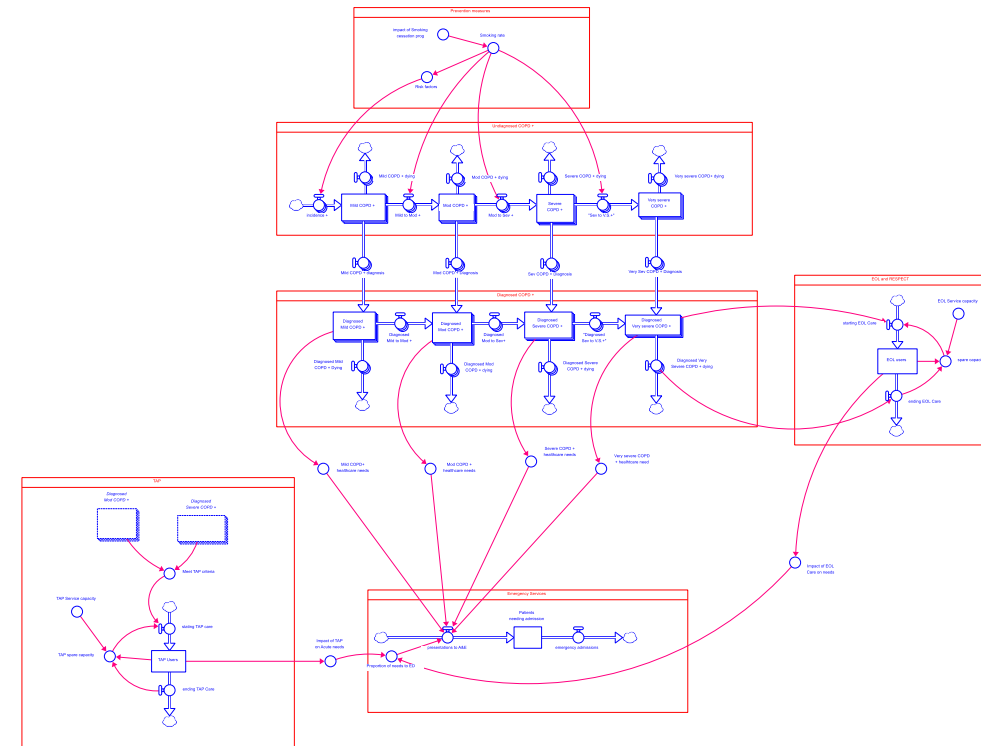 Prevention measures
Impact of Smoking
cessation prog
Smoking rate
Risk factors
Undiagnosed COPD +
Mild COPD + dying
Mod COPD + dying
Severe COPD + dying
Very severe COPD+ dying
Mild COPD +
Mod COPD +
Severe
COPD +
Very severe
COPD +
Incidence +
Mild to Mod +
Mod to Sev +
"Sev to V.S.+"
Mild COPD + diagnosis
Mod COPD + Diagnosis
Sev COPD + Diagnosis
Very Sev COPD + Diagnosis
Diagnosed COPD +
Diagnosed
Mild COPD +
Diagnosed
Mod COPD +
Diagnosed
Severe COPD +
Diagnosed
Very severe COPD +
Diagnosed
Mild to Mod +
Diagnosed
Mod to Sev+
"Diagnosed
Sev to V.S +"
Diagnosed Mild
COPD + Dying
Diagnosed Mod
COPD + dying
Diagnosed Severe
COPD + dying
Diagnosed Very
Severe COPD + dying
EOL and RESPECT
EOL Service capacity
starting EOL Care
EOL users
spare capaci
ending EOL Care
Mild COPD+
healthcare needs
Mod COPD +
healthcare needs
Severe COPD +
healthcare needs
Very severe COPD
+ healthcare need
TAP
Diagnosed
Mod COPD +
Diagnosed
Severe COPD +
Meet TAP criteria
TAP Service capacity
stating TAP care
TAP spare capacity
TAP Users
ending TAP Care
Impact of TAP
on Acute needs
Impact of EOL
Care on needs
Emergency Services
Patients
needing admission
presentations to A&E
emergency admissions
Proportion of needs to ED